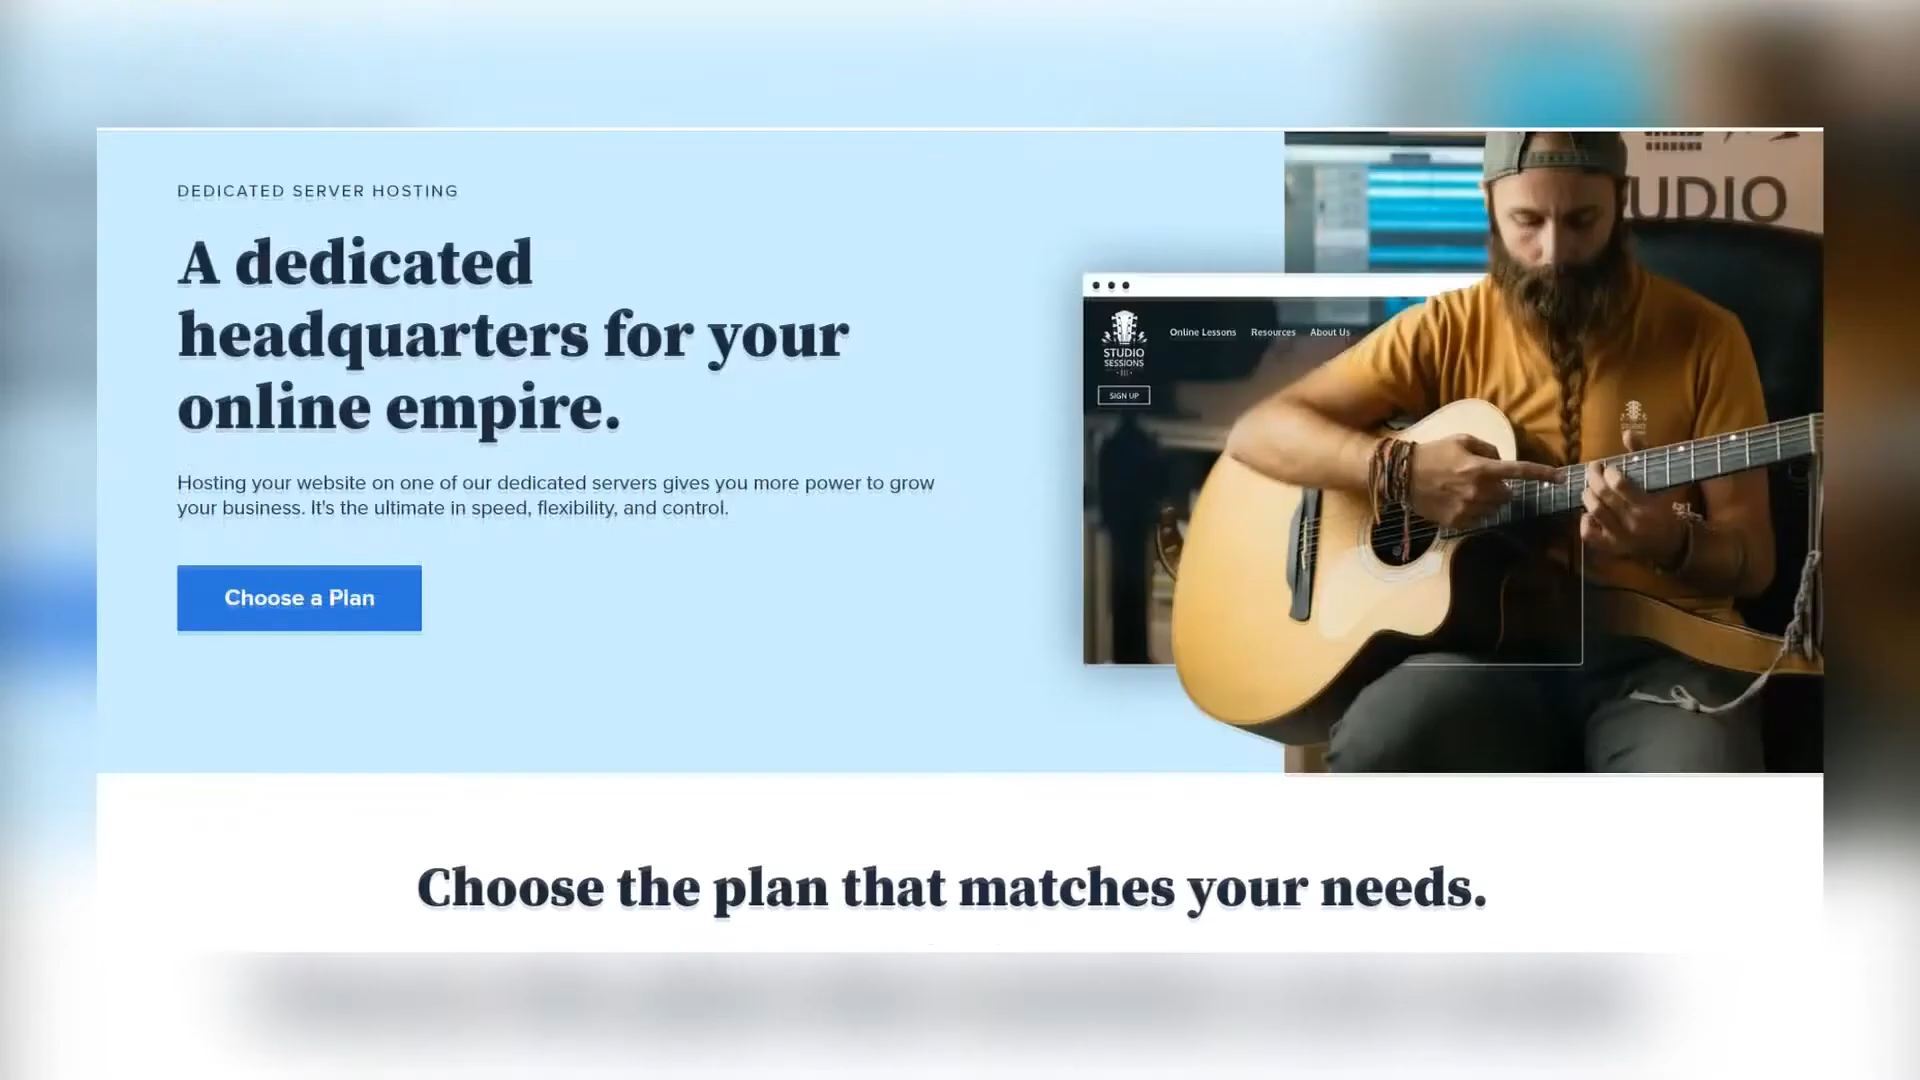 DEDICATED SERVER HOSTING
A dedicated
headquarters for your
online empire.
Hosting your website on one of our dedicated servers gives you more power to grow
your business. It's the ultimate in speed, flexibility, and control.
Choose a Plan
UDIO
Online Lessons Resources About Us
STUDIO
SESSIONS
SIGN UP
Choose the plan that matches your needs.